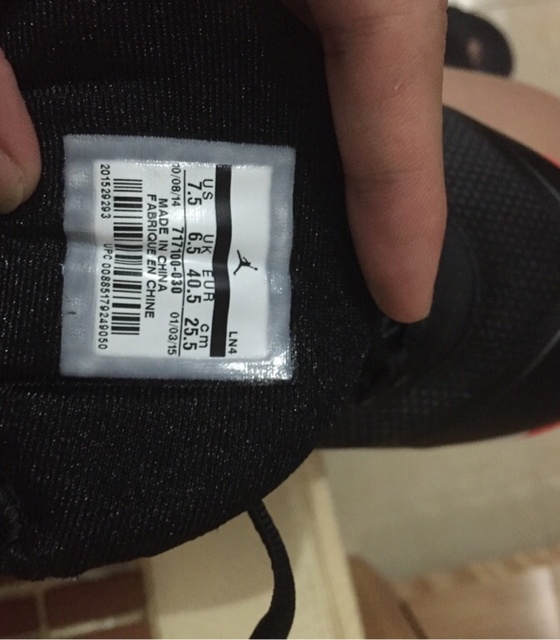 LN4
US UK EUR cm
7.5 6.5 40.5 25.5
0/08/14 717100-030 01/03/15
MADE IN CHINA
FABRIQUE EN CHINE
UPC 00885179249050
201529293